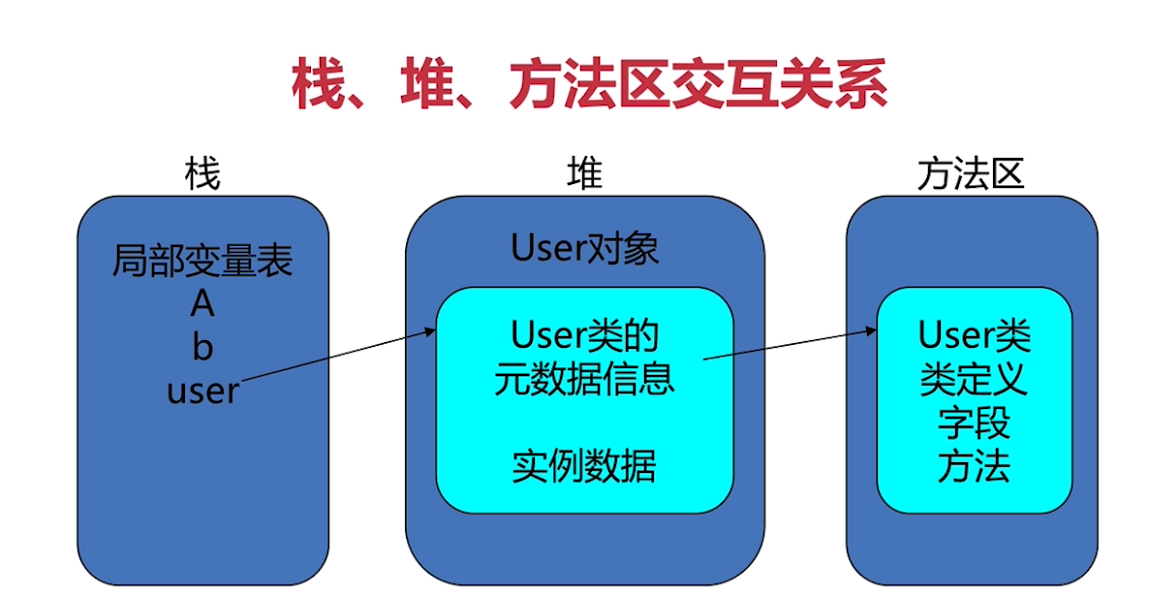 栈、堆、方法区交互关系
栈
堆
方法区
局部变量表
A
b
user
User对象
User类的
元数据信息
实例数据
User类
类定义
字段
方法